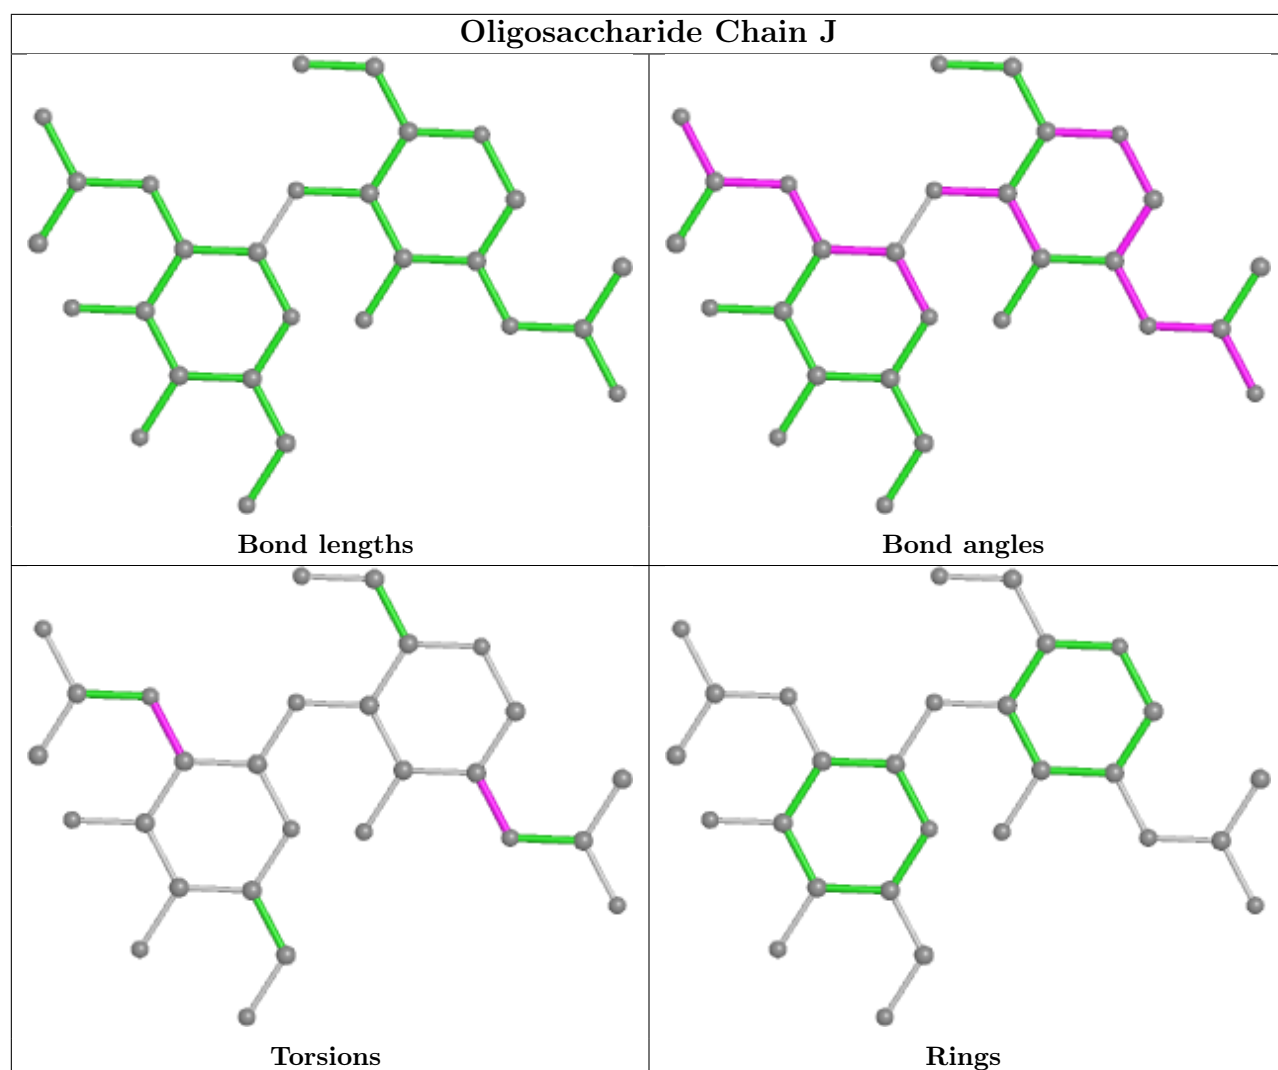 Oligosaccharide Chain J
Bond lengths
Bond angles
Torsions
Rings